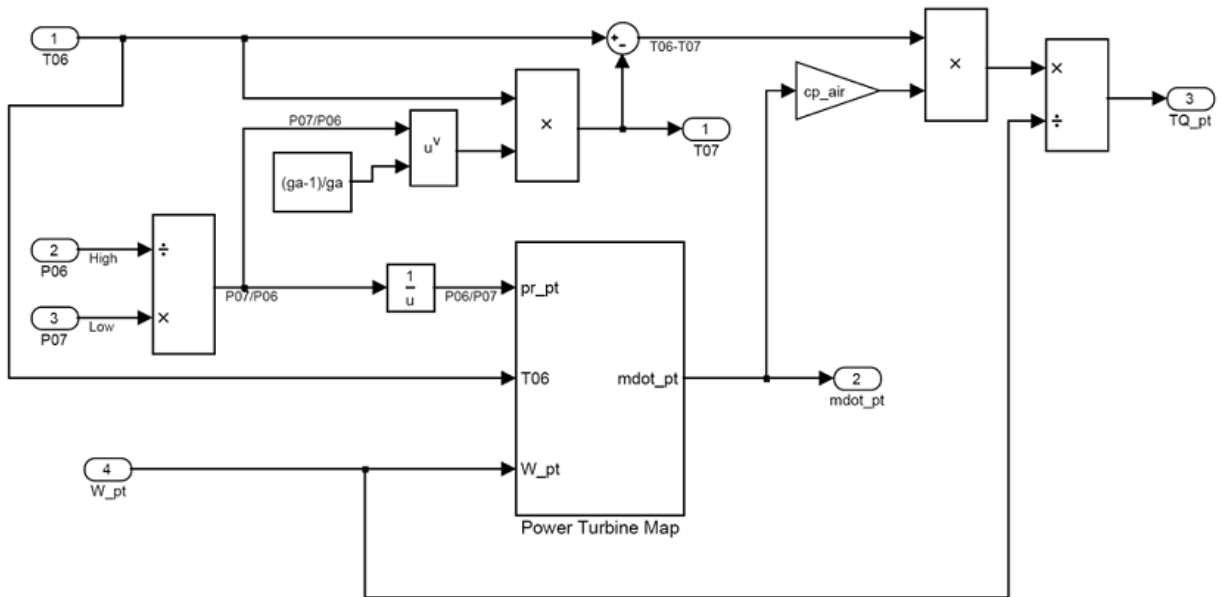 1
T06
+
-
T06-T07
×
cp_air
×
÷
3
TQ_pt
P07/P06
u^v
×
1
T07
(ga-1)/ga
2
P06
High
÷
3
P07
Low
×
P07/P06
1
u
P06/P07
pr_pt
T06
mdot_pt
W_pt
2
mdot_pt
4
W_pt
Power Turbine Map